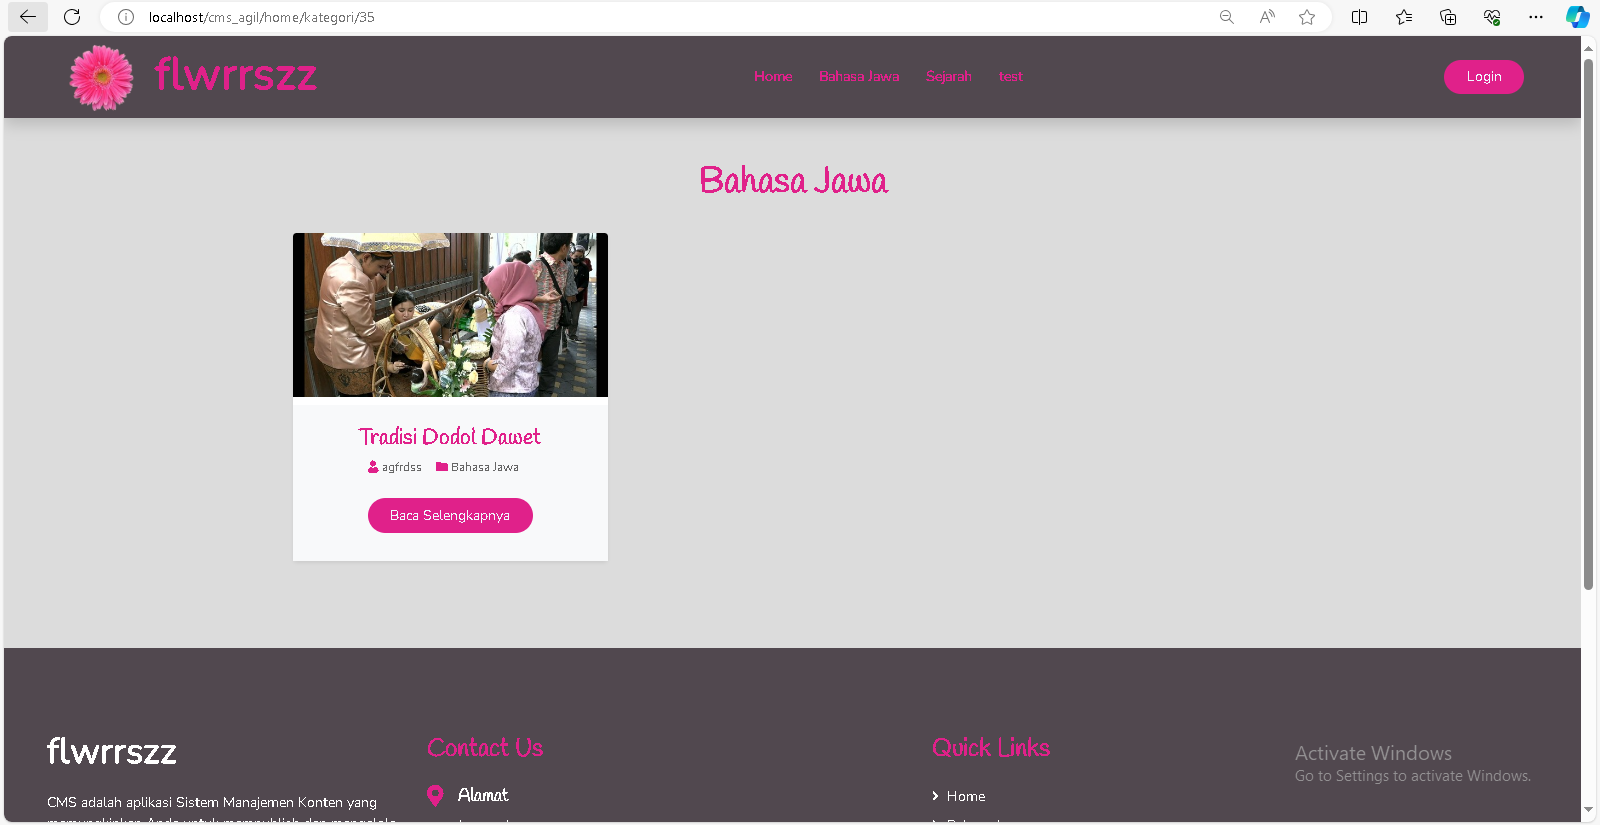 localhost/cms_agil/home/kategori/35
flwrrszz
Home
Bahasa Jawa
Sejarah
test
Login
Bahasa Jawa
Tradisi Dodol Dawet
agfrdss
Bahasa Jawa
Baca Selengkapnya
flwrrszz
CMS adalah aplikasi Sistem Manajemen Konten yang
Contact Us
Alamat
Quick Links
Home
Activate Windows
Go to Settings to activate Windows.